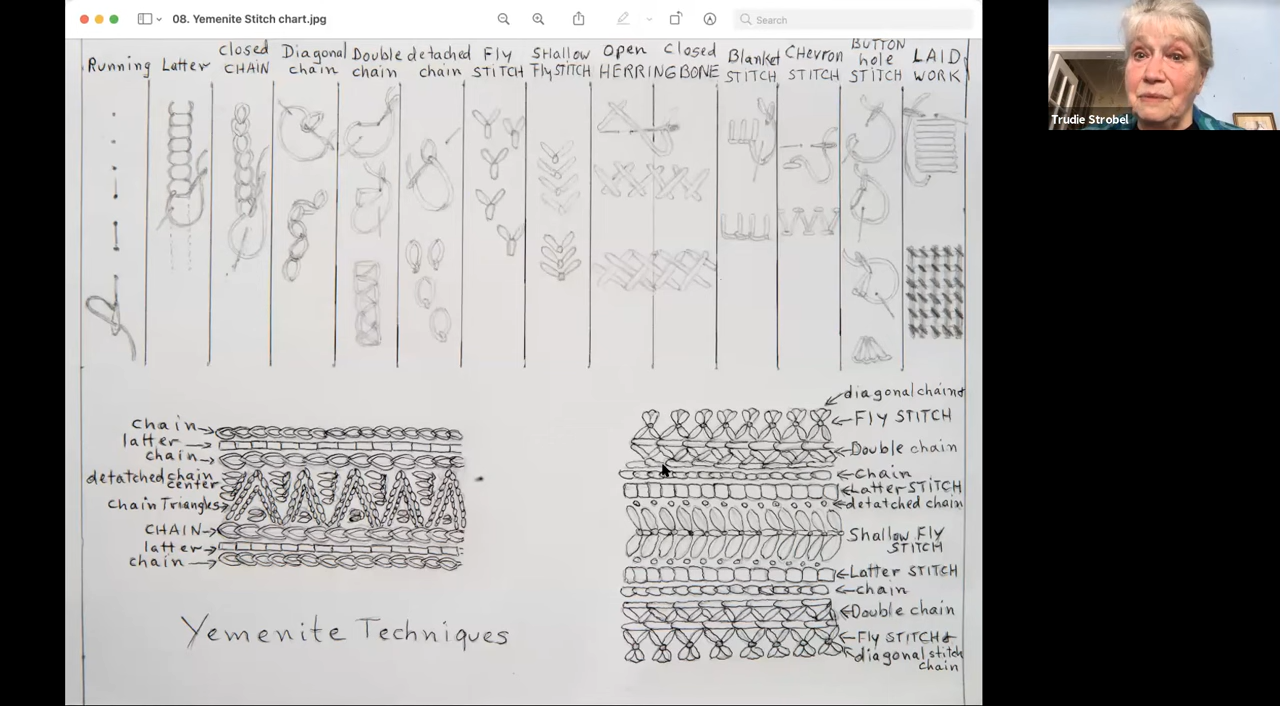 08. Yemenite Stitch chart.jpg
Search
Trudie Strobel
Running
Latter
Closed
CHAIN
Diagonal
chain
Double
chain
detached
chain
Fly
STITCH
SHallow
Fly STITCH
Open Closed
HERRINGBONE
Blanket
STITCH
Chevron
STITCH
BUTTON
hole
STITCH
LAID
WORK
Chain
latter
chain
detatched chain
center
Chain Triangles
CHAIN
latter
chain
diagonal chain
FLY STITCH
Double chain
Chain
Latter STITCH
detatched chain
Shallow Fly
STITCH
Latter STITCH
chain
Double chain
Fly STITCH &
diagonal stitch
chain
Yemenite Techniques